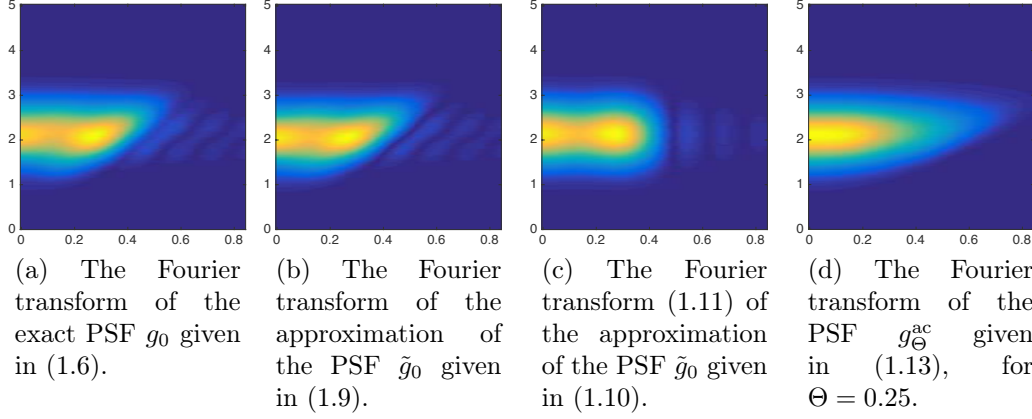 5
4
3
2
1
0
0 0.2 0.4 0.6 0.8
5
4
3
2
1
0
0 0.2 0.4 0.6 0.8
5
4
3
2
1
0
0 0.2 0.4 0.6 0.8
5
4
3
2
1
0
0 0.2 0.4 0.6 0.8
(a) The Fourier
transform of the
exact PSF g₀ given
in (1.6).
(b) The Fourier
transform of the
approximation of
the PSF g̃₀ given
in (1.9).
(c) The Fourier
transform (1.11) of
the approximation
of the PSF g̃₀ given
in (1.10).
(d) The Fourier
transform of the
PSF g_Θ^ac given
in (1.13), for
Θ = 0.25.